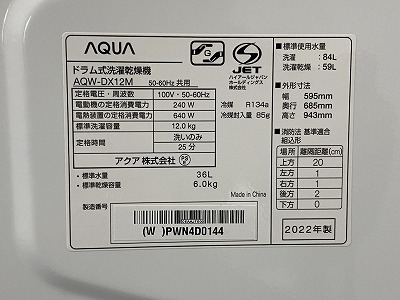 AQUA
ドラム式洗濯乾燥機
AQW-DX12M 50-60Hz 共用
G
S
JET
ハイアールジャパン
ホールディングス
株式会社
定格電圧・周波数 100V・50-60Hz
電動機の定格消費電力 240 W
電熱装置の定格消費電力 640 W
標準洗濯容量 12.0kg
定格時間 洗いのみ
25分
冷媒 R134a
冷媒封入量 85g
アクア 株式会社
PS
E
・標準水量 36L
・標準乾燥容量 6.0kg
Made in China
製造番号
(W )PWN4D0144
■標準使用水量
洗濯: 84L
洗濯乾燥: 59L
■外形寸法
幅 595mm
奥行 685mm
高さ 943mm
■消防法 基準適合
組込形
場所 離隔距離(cm)
上方 20
左方 1
右方 1
後方 2
下方 0
2022年製